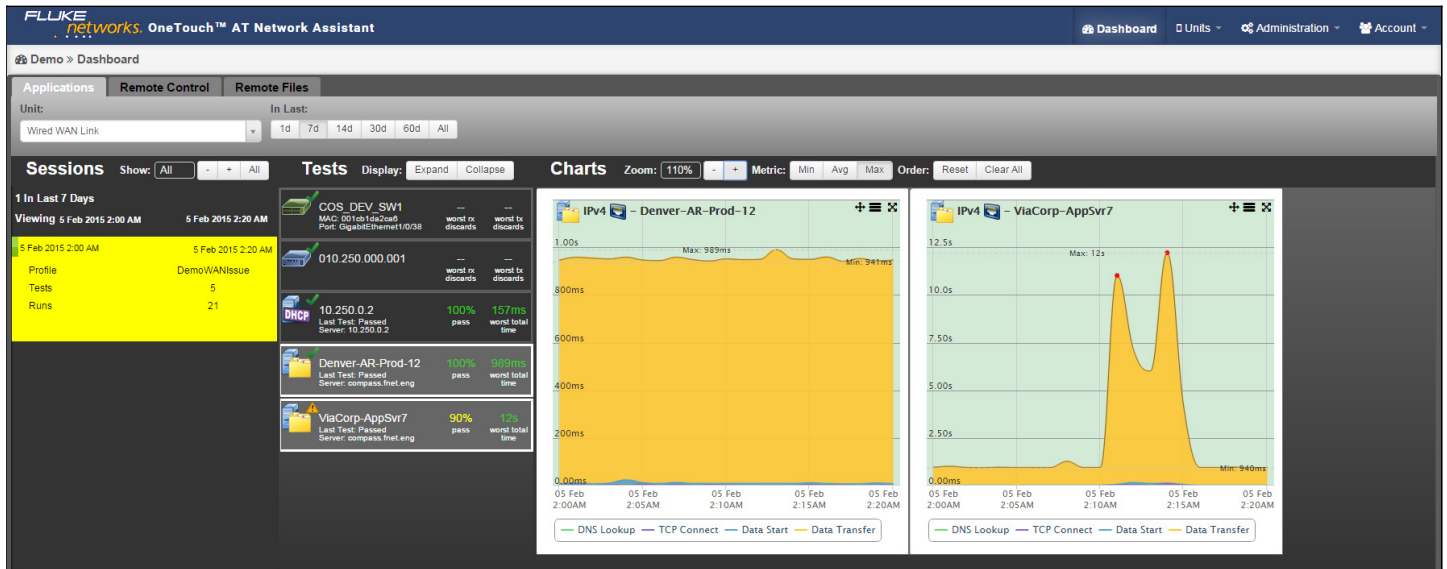 FLUKE networks. OneTouch™ AT Network Assistant
Dashboard Units Administration Account
Demo » Dashboard
Applications Remote Control Remote Files
Unit: In Last:
Wired WAN Link 1d 7d 14d 30d 60d All
Sessions Show: All - + All
Tests Display: Expand Collapse
Charts Zoom: 110% - + Metric: Min Avg Max Order: Reset Clear All
1 In Last 7 Days
Viewing 5 Feb 2015 2:00 AM 5 Feb 2015 2:20 AM
5 Feb 2015 2:00 AM 5 Feb 2015 2:20 AM
Profile DemoWANIssue
Tests 5
Runs 21
COS_DEV_SW1 -- --
MAC: 001cb1da2ca6 worst rx worst tx
Port: GigabitEthernet1/0/38 discards discards
010.250.000.001 -- --
worst rx worst tx
discards discards
DHCP 10.250.0.2 100% 157ms
Last Test: Passed pass worst total
Server: 10.250.0.2 time
Denver-AR-Prod-12 100% 989ms
Last Test: Passed pass worst total
Server: compass.fnet.eng time
ViaCorp-AppSvr7 90% 12s
Last Test: Passed pass worst total
Server: compass.fnet.eng time
IPv4 – Denver-AR-Prod-12
1.00s
Max: 989ms
Min: 941ms
800ms
600ms
400ms
200ms
0.00ms
05 Feb 05 Feb 05 Feb 05 Feb 05 Feb
2:00AM 2:05AM 2:10AM 2:15AM 2:20AM
DNS Lookup TCP Connect Data Start Data Transfer
IPv4 – ViaCorp-AppSvr7
12.5s
Max: 12s
10.0s
7.50s
5.00s
2.50s
Min: 940ms
0.00ms
05 Feb 05 Feb 05 Feb 05 Feb 05 Feb
2:00AM 2:05AM 2:10AM 2:15AM 2:20AM
DNS Lookup TCP Connect Data Start Data Transfer